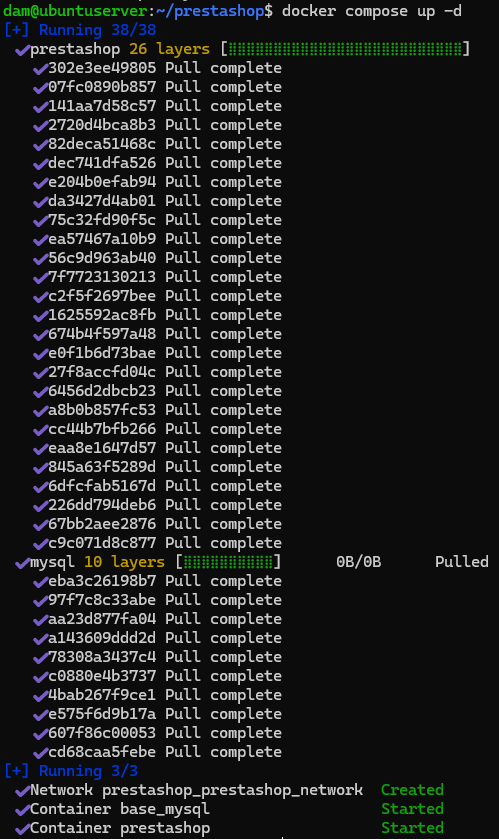 dam@ubuntuserver:~/prestashop$ docker compose up -d
[+] Running 38/38
✔prestashop 26 layers [⣿⣿⣿⣿⣿⣿⣿⣿⣿⣿⣿⣿⣿⣿⣿⣿⣿⣿⣿⣿⣿⣿⣿⣿⣿⣿]
✔302e3ee49805 Pull complete
✔07fc0890b857 Pull complete
✔141aa7d58c57 Pull complete
✔2720d4bca8b3 Pull complete
✔82deca51468c Pull complete
✔dec741dfa526 Pull complete
✔e204b0efab94 Pull complete
✔da3427d4ab01 Pull complete
✔75c32fd90f5c Pull complete
✔ea57467a10b9 Pull complete
✔56c9d963ab40 Pull complete
✔7f7723130213 Pull complete
✔c2f5f2697bee Pull complete
✔1625592ac8fb Pull complete
✔674b4f597a48 Pull complete
✔e0f1b6d73bae Pull complete
✔27f8accfd04c Pull complete
✔6456d2dbcb23 Pull complete
✔a8b0b857fc53 Pull complete
✔cc44b7bfb266 Pull complete
✔eaa8e1647d57 Pull complete
✔845a63f5289d Pull complete
✔6dfcfab5167d Pull complete
✔226dd794deb6 Pull complete
✔67bb2aee2876 Pull complete
✔c9c071d8c877 Pull complete
✔mysql 10 layers [⣿⣿⣿⣿⣿⣿⣿⣿⣿⣿] 0B/0B Pulled
✔eba3c26198b7 Pull complete
✔97f7c8c33abe Pull complete
✔aa23d877fa04 Pull complete
✔a143609ddd2d Pull complete
✔78308a3437c4 Pull complete
✔c0880e4b3737 Pull complete
✔4bab267f9ce1 Pull complete
✔e575f6d9b17a Pull complete
✔607f86c00053 Pull complete
✔cd68caa5febe Pull complete
[+] Running 3/3
✔Network prestashop_prestashop_network Created
✔Container base_mysql Started
✔Container prestashop Started